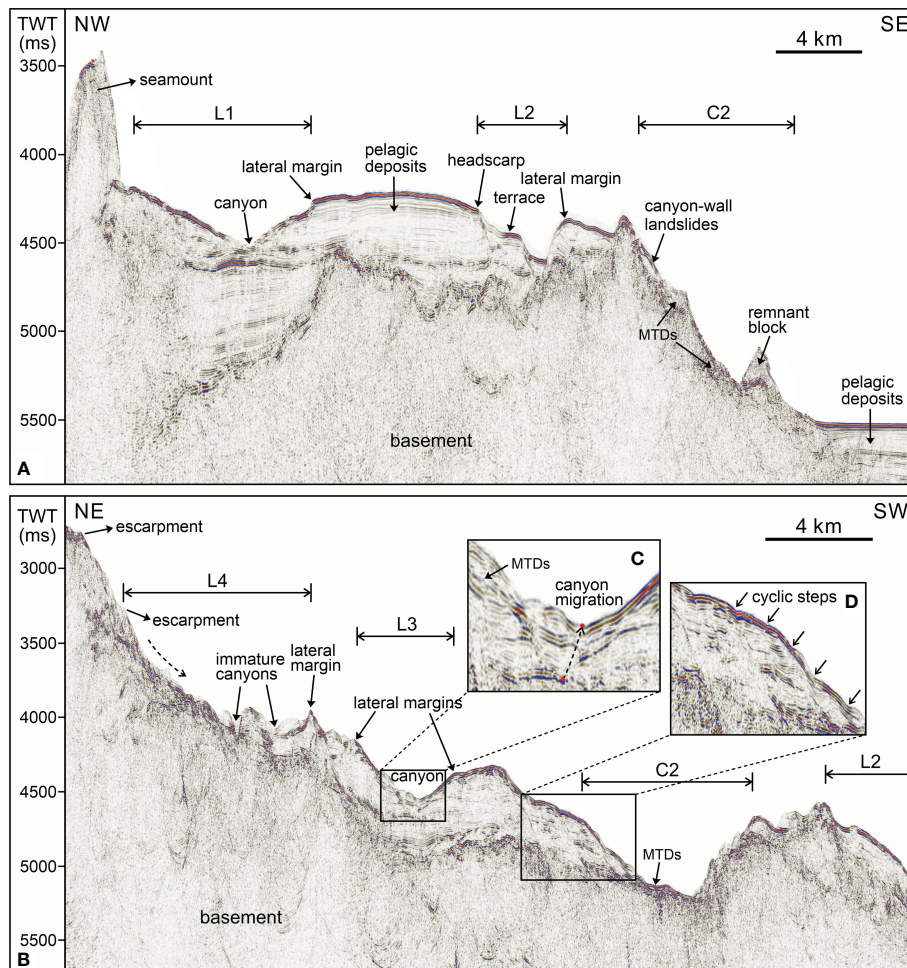 TWT
(ms)
NW
SE
4 km
3500
4000
4500
5000
5500
seamount
L1
L2
C2
lateral margin
canyon
pelagic
deposits
headscarp
terrace
lateral margin
canyon-wall
landslides
MTDs
remnant
block
pelagic
deposits
basement
A
TWT
(ms)
NE
SW
4 km
3000
3500
4000
4500
5000
5500
escarpment
L4
escarpment
immature
canyons
lateral
margin
L3
lateral margins
canyon
C
MTDs
canyon
migration
D
cyclic steps
C2
L2
MTDs
basement
B